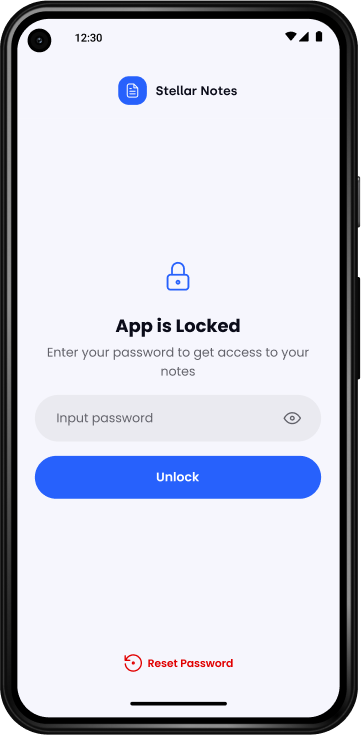 12:30
Stellar Notes
App is Locked
Enter your password to get access to your
notes
Input password
Unlock
Reset Password